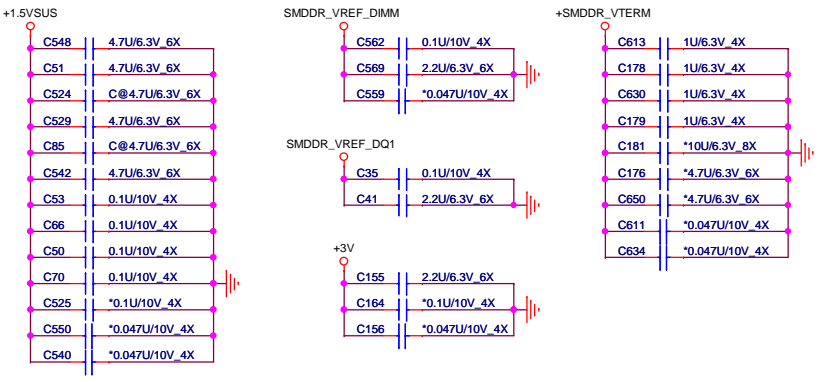 +1.5VSUS
C548 4.7U/6.3V_6X
C51 4.7U/6.3V_6X
C524 C@4.7U/6.3V_6X
C529 4.7U/6.3V_6X
C85 C@4.7U/6.3V_6X
C542 4.7U/6.3V_6X
C53 0.1U/10V_4X
C66 0.1U/10V_4X
C50 0.1U/10V_4X
C70 0.1U/10V_4X
C525 *0.1U/10V_4X
C550 *0.047U/10V_4X
C540 *0.047U/10V_4X
SMDDR_VREF_DIMM
C562 0.1U/10V_4X
C569 2.2U/6.3V_6X
C559 *0.047U/10V_4X
SMDDR_VREF_DQ1
C35 0.1U/10V_4X
C41 2.2U/6.3V_6X
+3V
C155 2.2U/6.3V_6X
C164 *0.1U/10V_4X
C156 *0.047U/10V_4X
+SMDDR_VTERM
C613 1U/6.3V_4X
C178 1U/6.3V_4X
C630 1U/6.3V_4X
C179 1U/6.3V_4X
C181 *10U/6.3V_8X
C176 *4.7U/6.3V_6X
C650 *4.7U/6.3V_6X
C611 *0.047U/10V_4X
C634 *0.047U/10V_4X